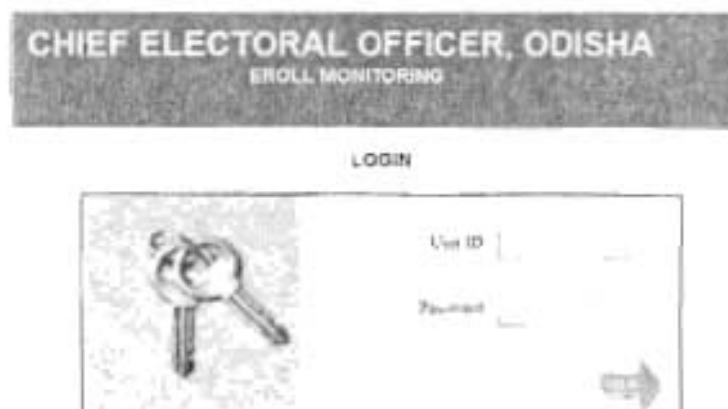 CHIEF ELECTORAL OFFICER, ODISHA
EROLL MONITORING
LOGIN
User ID
Password